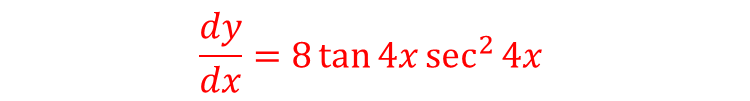 dy/dx = 8 tan 4x sec² 4x